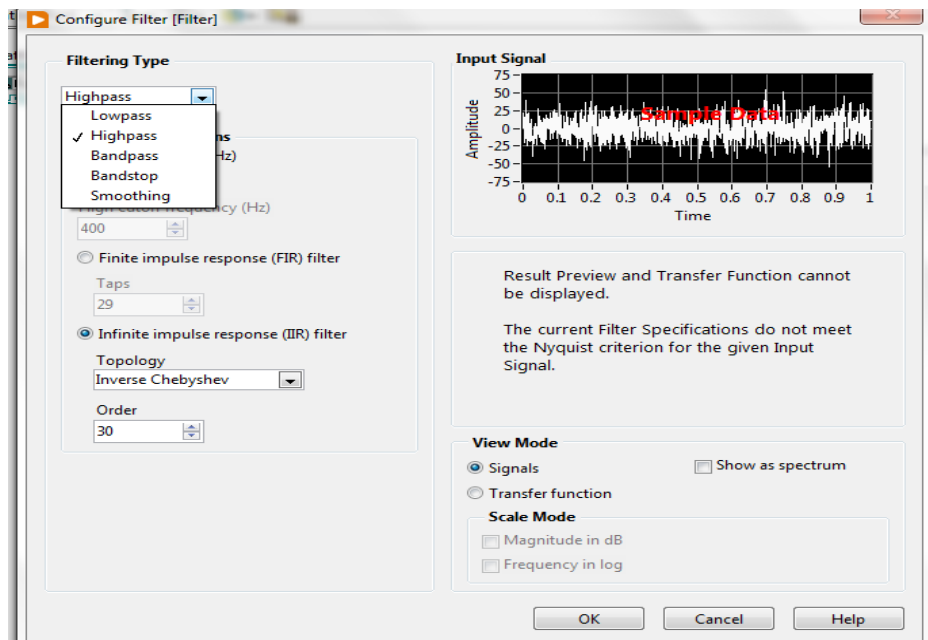 Configure Filter [Filter]
Filtering Type
Highpass
Lowpass
Highpass
Bandpass
Bandstop
Smoothing
ns
Hz)
High cutoff frequency (Hz)
400
Finite impulse response (FIR) filter
Taps
29
Infinite impulse response (IIR) filter
Topology
Inverse Chebyshev
Order
30
Input Signal
Amplitude
75
50
25
0
-25
-50
-75
Sample Data
0 0.1 0.2 0.3 0.4 0.5 0.6 0.7 0.8 0.9 1
Time
Result Preview and Transfer Function cannot
be displayed.
The current Filter Specifications do not meet
the Nyquist criterion for the given Input
Signal.
View Mode
Signals
Show as spectrum
Transfer function
Scale Mode
Magnitude in dB
Frequency in log
OK
Cancel
Help